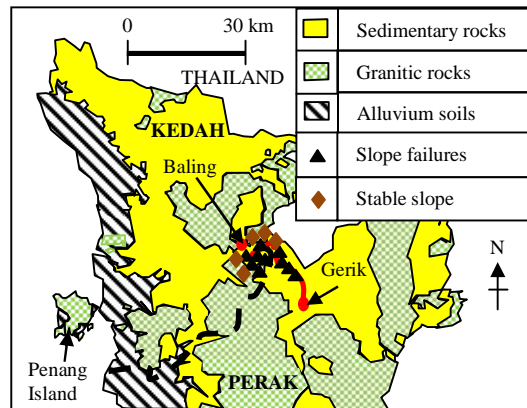 0 30 km
THAILAND
KEDAH
Baling
Gerik
N
Penang
Island
PERAK
Sedimentary rocks
Granitic rocks
Alluvium soils
Slope failures
Stable slope